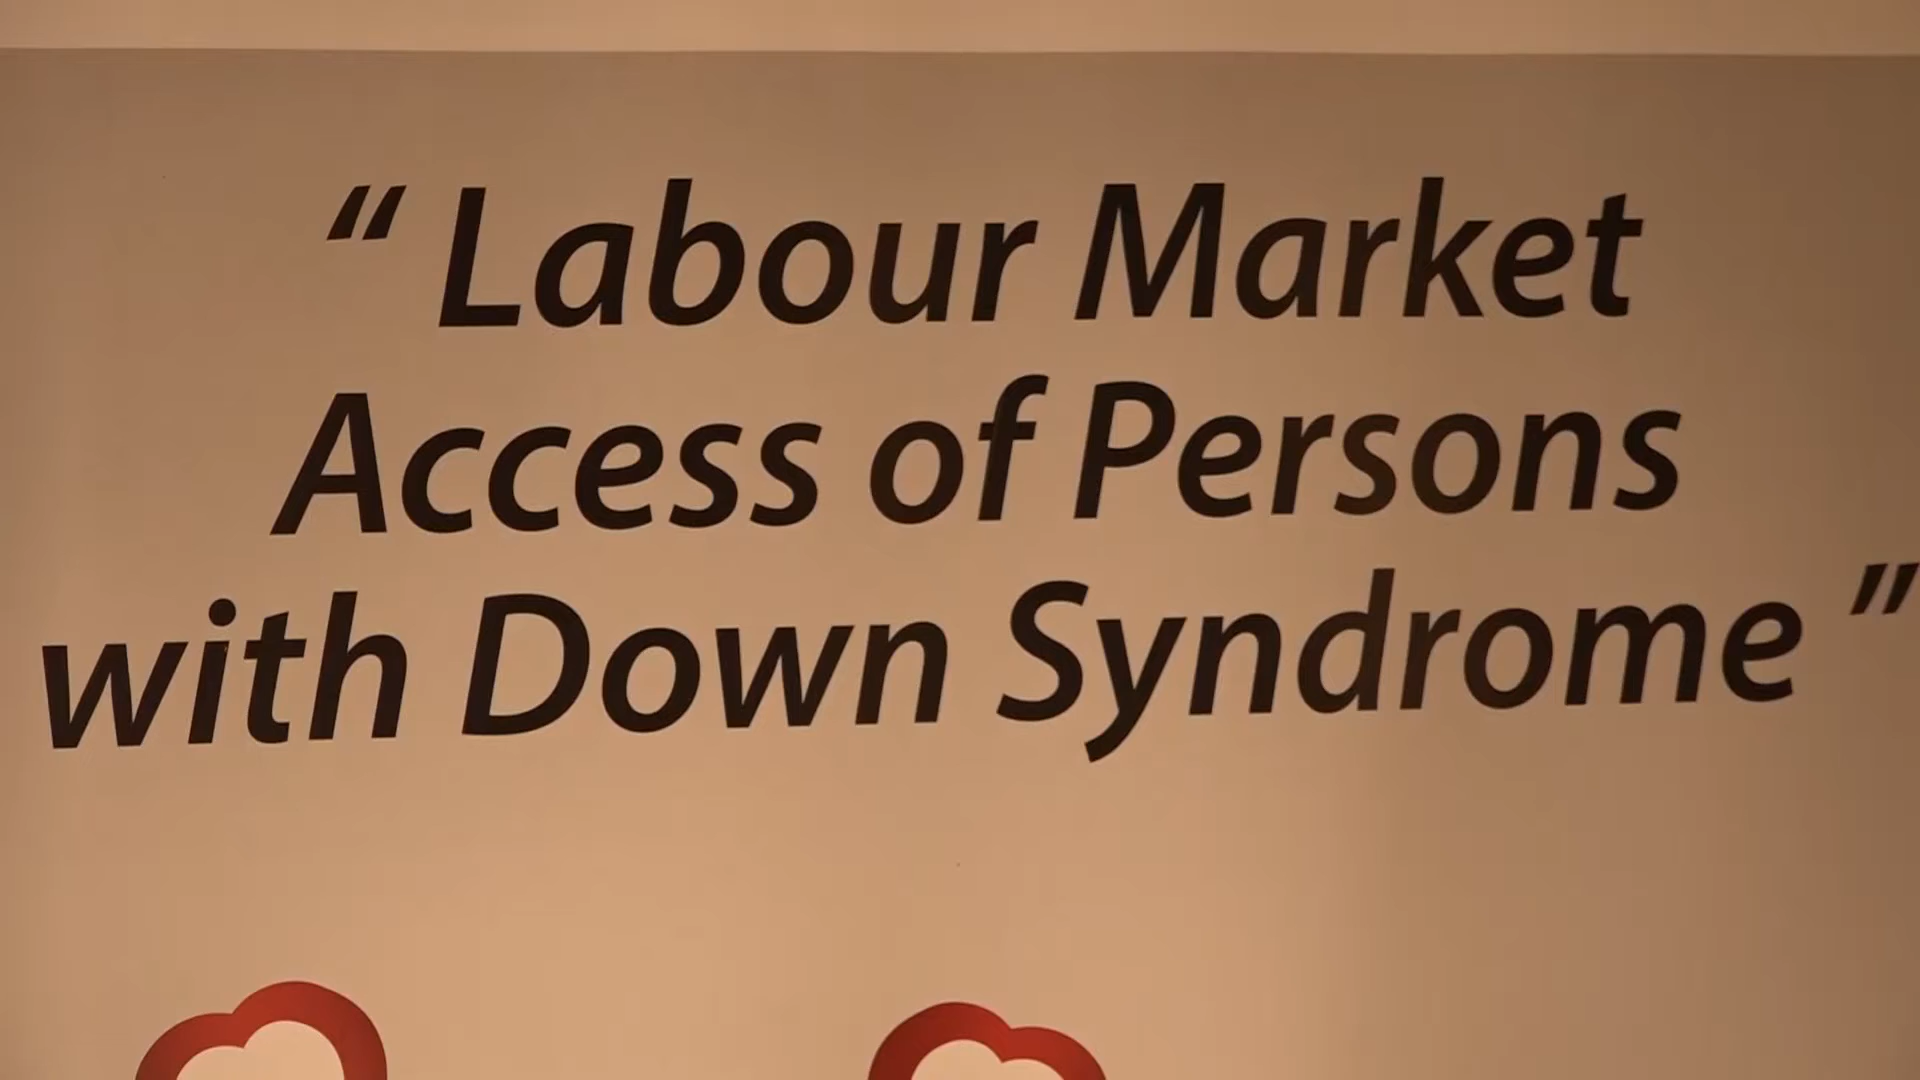 “ Labour Market
Access of Persons
with Down Syndrome ”